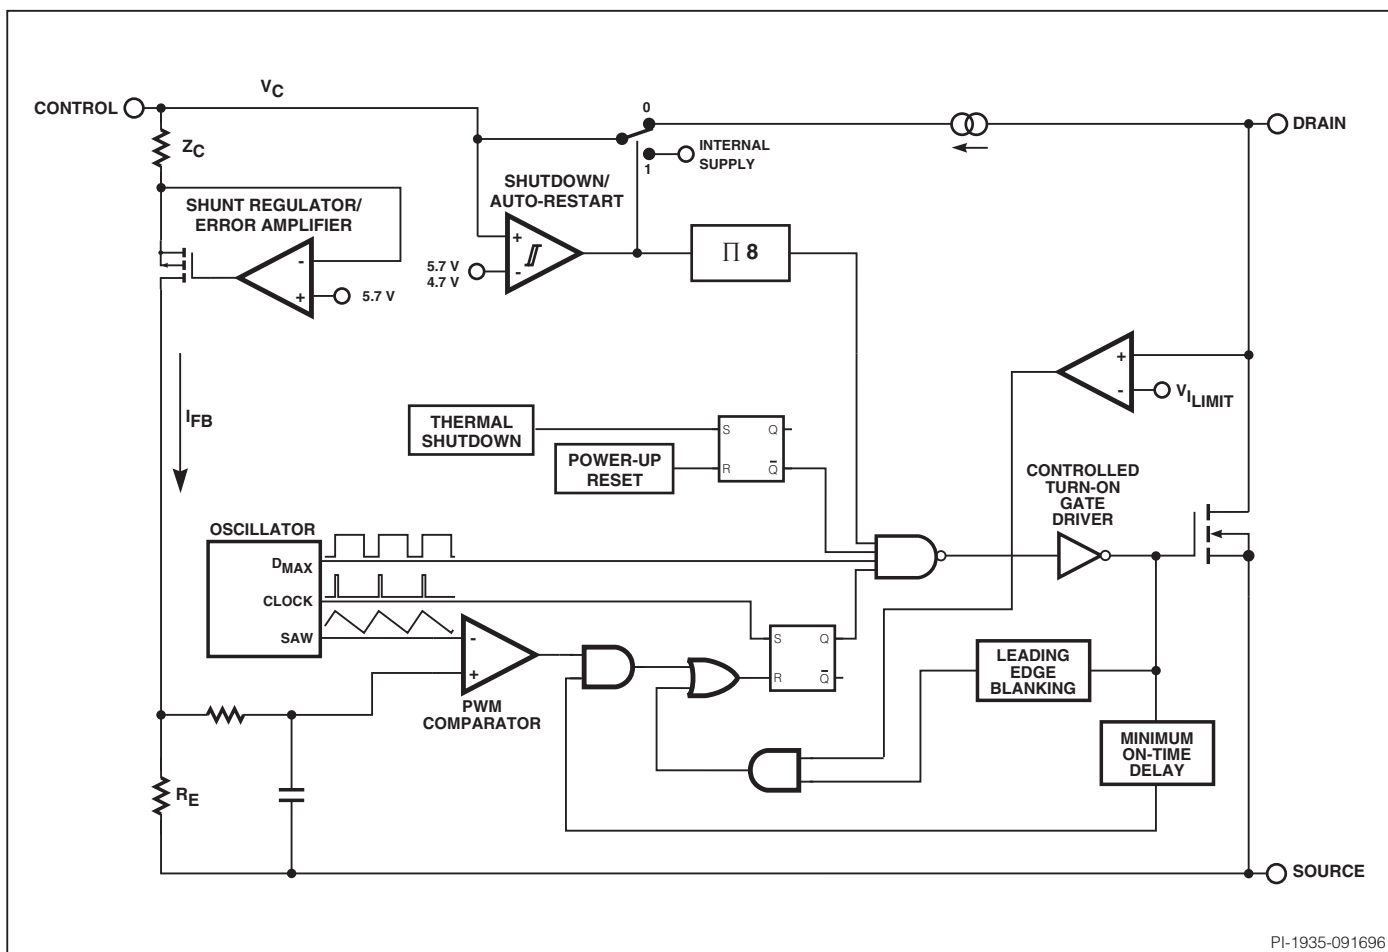 V_C
CONTROL
0
DRAIN
Z_C
INTERNAL
SUPPLY
1
SHUTDOWN/
AUTO-RESTART
SHUNT REGULATOR/
ERROR AMPLIFIER
+
-
5.7 V
4.7 V
∏ 8
-
+
5.7 V
+
-
V_I_LIMIT
I_FB
THERMAL
SHUTDOWN
POWER-UP
RESET
S Q
R Q̅
CONTROLLED
TURN-ON
GATE
DRIVER
OSCILLATOR
D_MAX
CLOCK
SAW
-
+
PWM
COMPARATOR
S Q
R Q̅
LEADING
EDGE
BLANKING
MINIMUM
ON-TIME
DELAY
R_E
SOURCE
PI-1935-091696